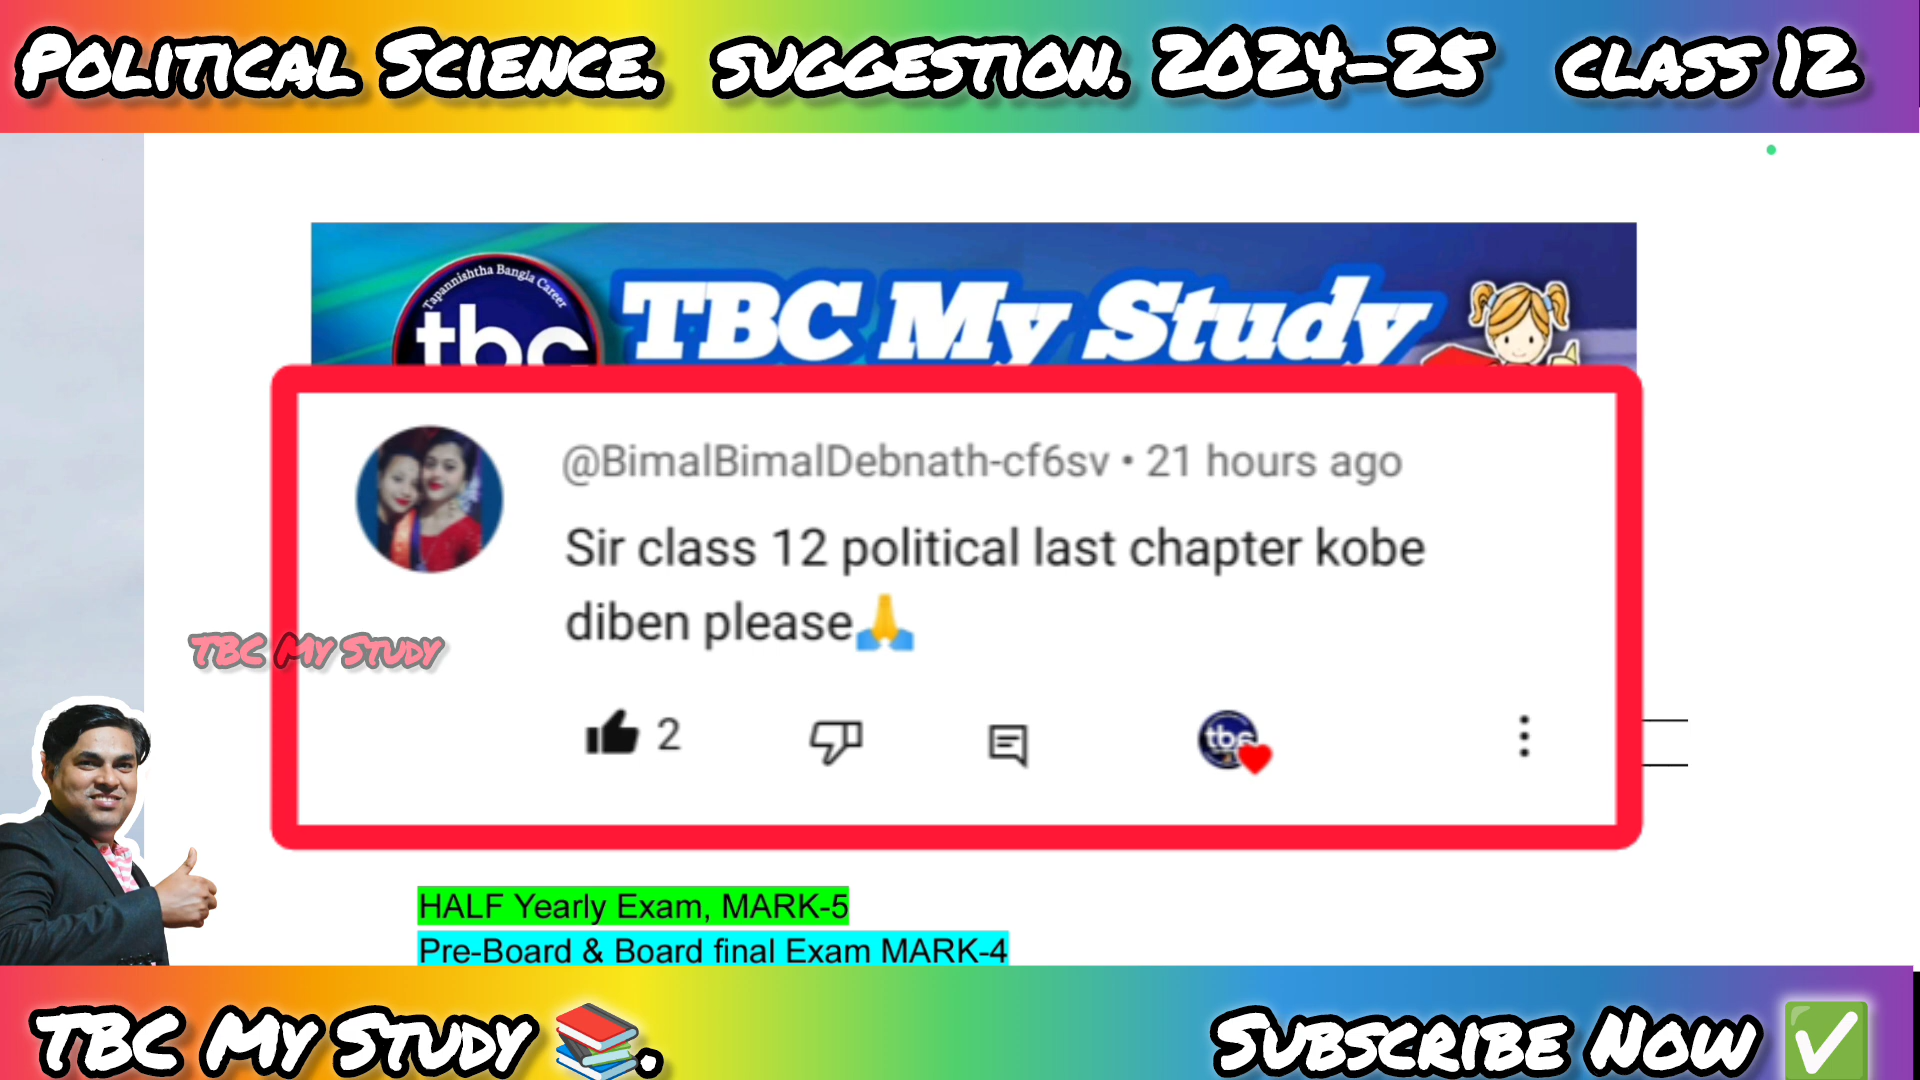 POLITICAL SCIENCE. SUGGESTION. 2024-25 CLASS 12
Tapannishtha Bangla Career
tbc
TBC My Study
@BimalBimalDebnath-cf6sv • 21 hours ago
Sir class 12 political last chapter kobe
diben please🙏
TBC MY STUDY
2
tbc
HALF Yearly Exam, MARK-5
Pre-Board & Board final Exam MARK-4
TBC MY STUDY 📚.
SUBSCRIBE NOW ✅